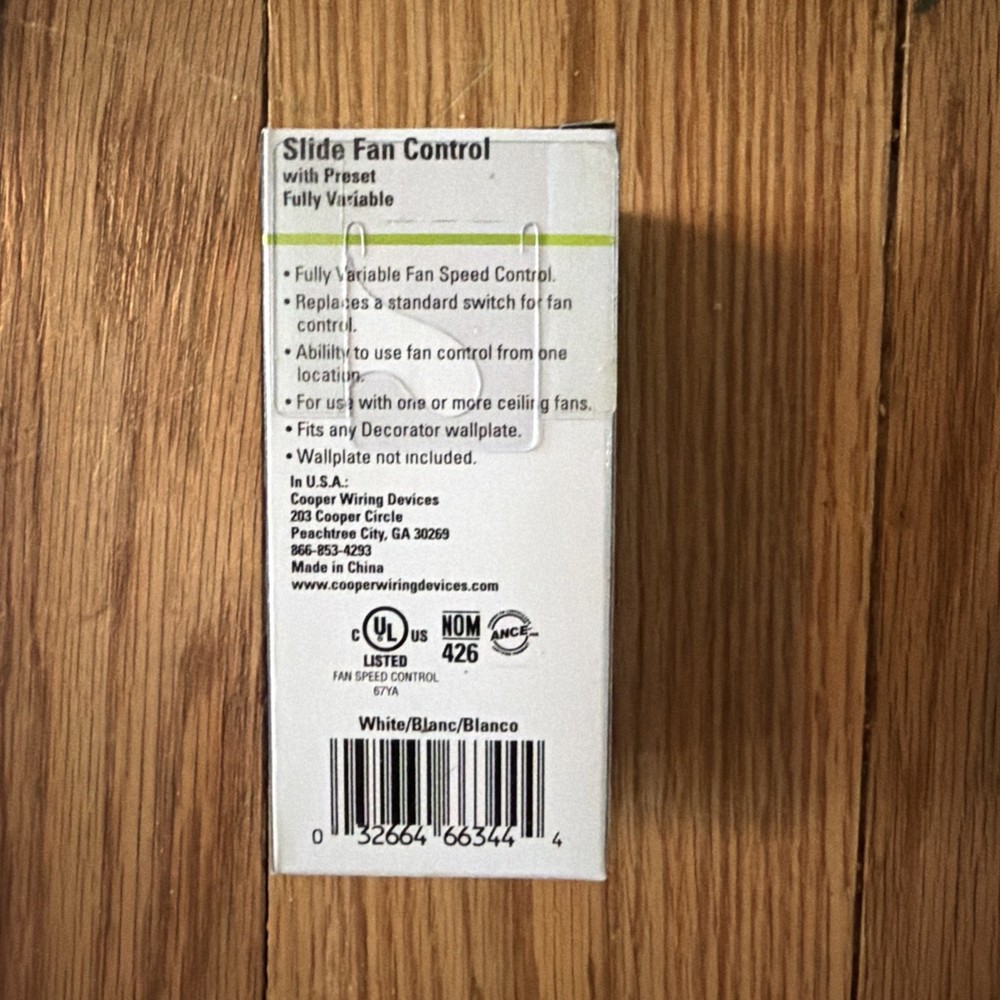 Slide Fan Control
with Preset
Fully Variable
• Fully Variable Fan Speed Control.
• Replaces a standard switch for fan
control.
• Abililty to use fan control from one
location.
• For use with one or more ceiling fans.
• Fits any Decorator wallplate.
• Wallplate not included.
In U.S.A.:
Cooper Wiring Devices
203 Cooper Circle
Peachtree City, GA 30269
866-853-4293
Made in China
www.cooperwiringdevices.com
C UL US NOM ANCE
LISTED 426
FAN SPEED CONTROL
67YA
White/Blanc/Blanco
0 32664 66344 4